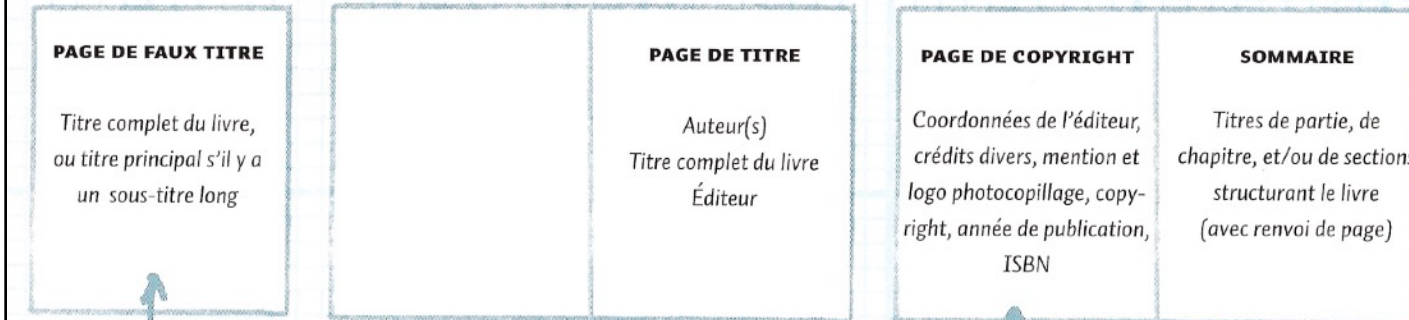 PAGE DE FAUX TITRE
Titre complet du livre,
ou titre principal s'il y a
un sous-titre long
PAGE DE TITRE
Auteur(s)
Titre complet du livre
Éditeur
PAGE DE COPYRIGHT
Coordonnées de l'éditeur,
crédits divers, mention et
logo photocopillage, copy-
right, année de publication,
ISBN
SOMMAIRE
Titres de partie, de
chapitre, et/ou de section
structurant le livre
(avec renvoi de page)